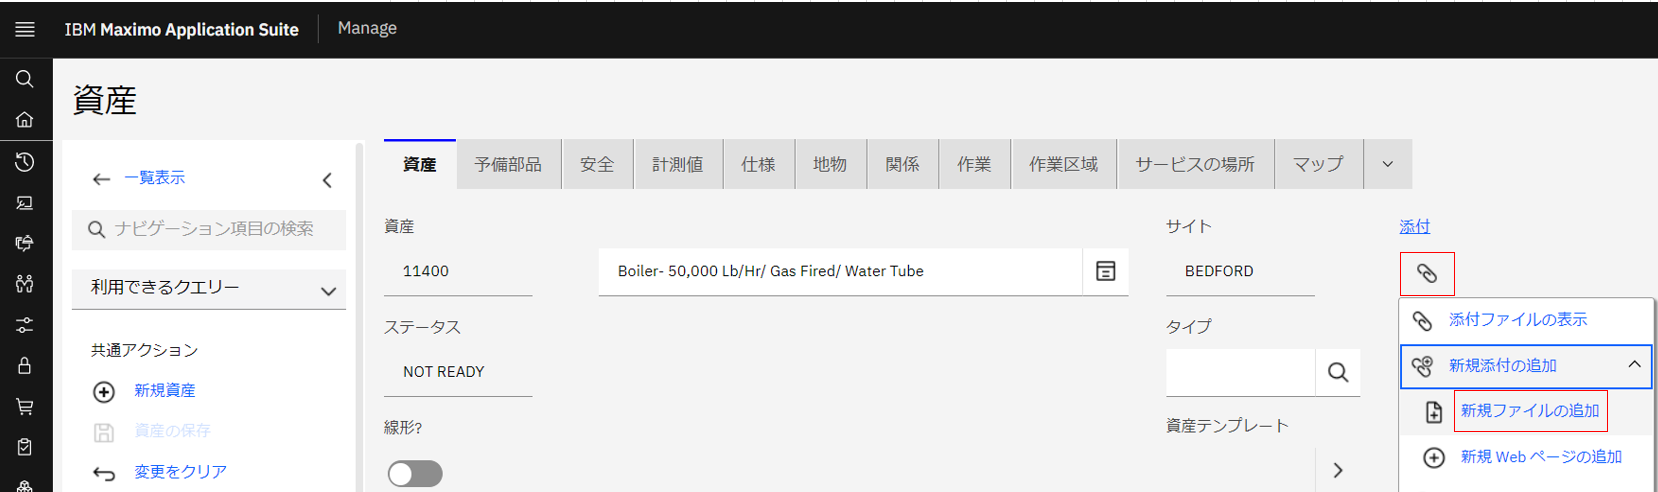 IBM Maximo Application Suite
Manage
資産
一覧表示
ナビゲーション項目の検索
利用できるクエリー
共通アクション
新規資産
資産の保存
変更をクリア
資産
予備部品
安全
計測値
仕様
地物
関係
作業
作業区域
サービスの場所
マップ
資産
11400
Boiler- 50,000 Lb/Hr/ Gas Fired/ Water Tube
ステータス
NOT READY
線形?
サイト
BEDFORD
タイプ
資産テンプレート
添付
添付ファイルの表示
新規添付の追加
新規ファイルの追加
新規 Web ページの追加